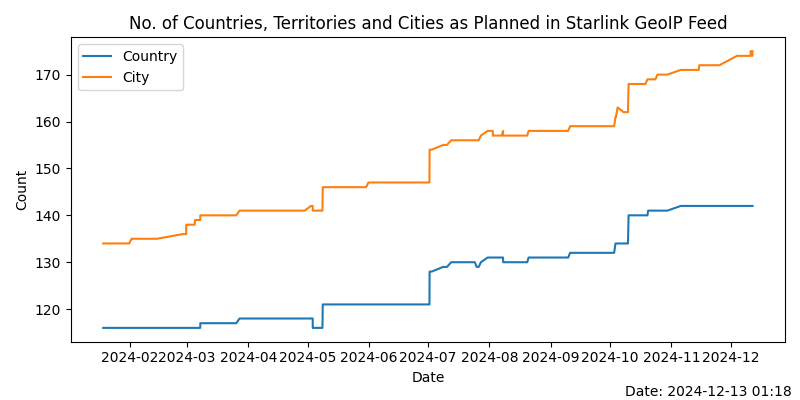 No. of Countries, Territories and Cities as Planned in Starlink GeoIP Feed
Country
City
170
160
150
140
130
120
Count
2024-02 2024-03 2024-04 2024-05 2024-06 2024-07 2024-08 2024-09 2024-10 2024-11 2024-12
Date
Date: 2024-12-13 01:18